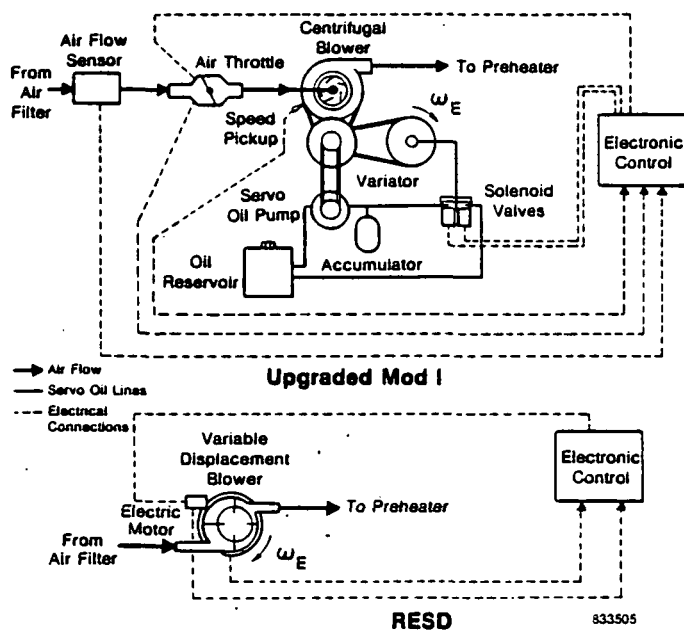 Air Flow
Sensor
From
Air
Filter
Air Throttle
Centrifugal
Blower
To Preheater
Speed
Pickup
ωE
Variator
Electronic
Control
Servo
Oil Pump
Solenoid
Valves
Oil
Reservoir
Accumulator
Upgraded Mod I
Air Flow
Servo Oil Lines
Electrical
Connections
Variable
Displacement
Blower
Electric
Motor
To Preheater
From
Air Filter
ωE
Electronic
Control
RESD
833505